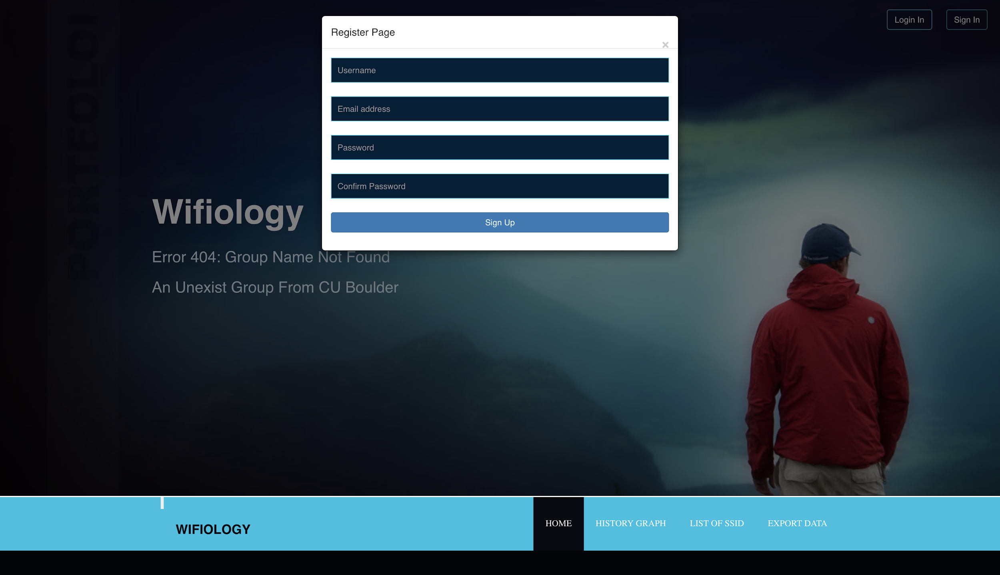 Login In
Sign In
Register Page
×
Username
Email address
Password
Confirm Password
Sign Up
Wifiology
Error 404: Group Name Not Found
An Unexist Group From CU Boulder
WIFIOLOGY
HOME
HISTORY GRAPH
LIST OF SSID
EXPORT DATA